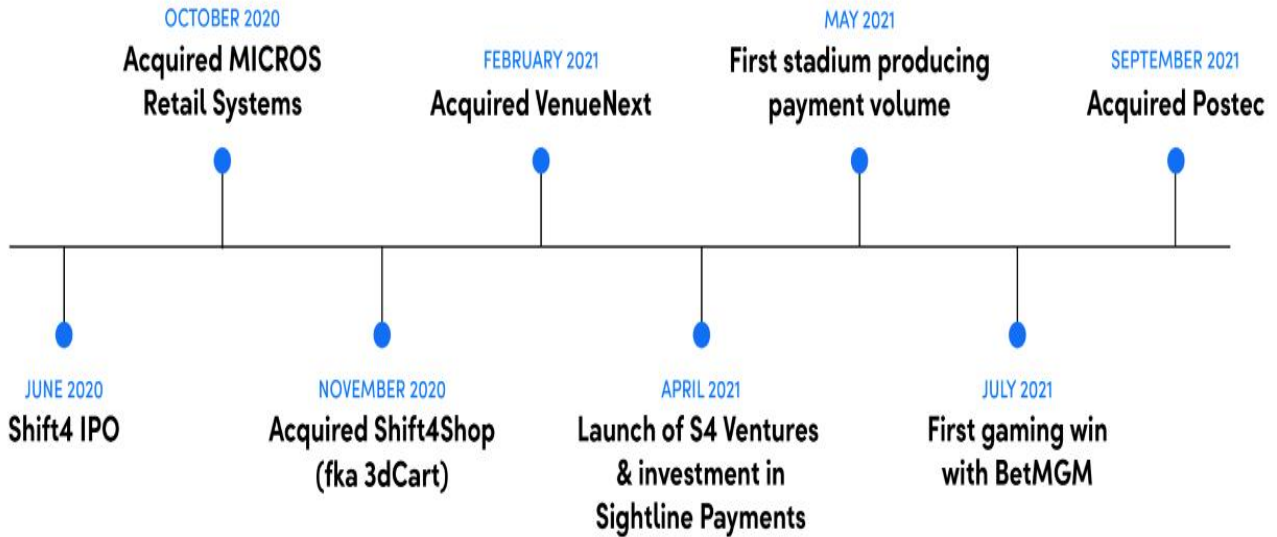 OCTOBER 2020
Acquired MICROS
Retail Systems
FEBRUARY 2021
Acquired VenueNext
MAY 2021
First stadium producing
payment volume
SEPTEMBER 2021
Acquired Postec
JUNE 2020
Shift4 IPO
NOVEMBER 2020
Acquired Shift4Shop
(fka 3dCart)
APRIL 2021
Launch of S4 Ventures
& investment in
Sightline Payments
JULY 2021
First gaming win
with BetMGM